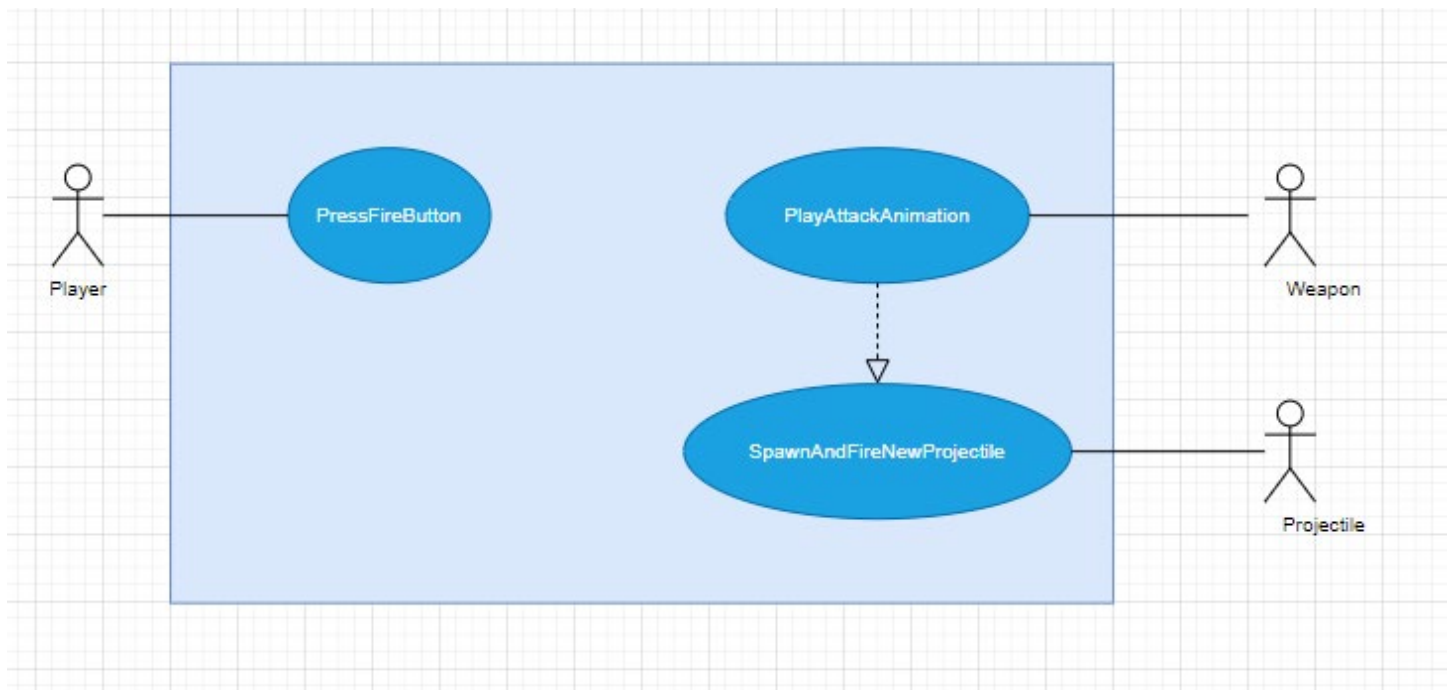 PressFireButton
PlayAttackAnimation
Player
Weapon
SpawnAndFireNewProjectile
Projectile